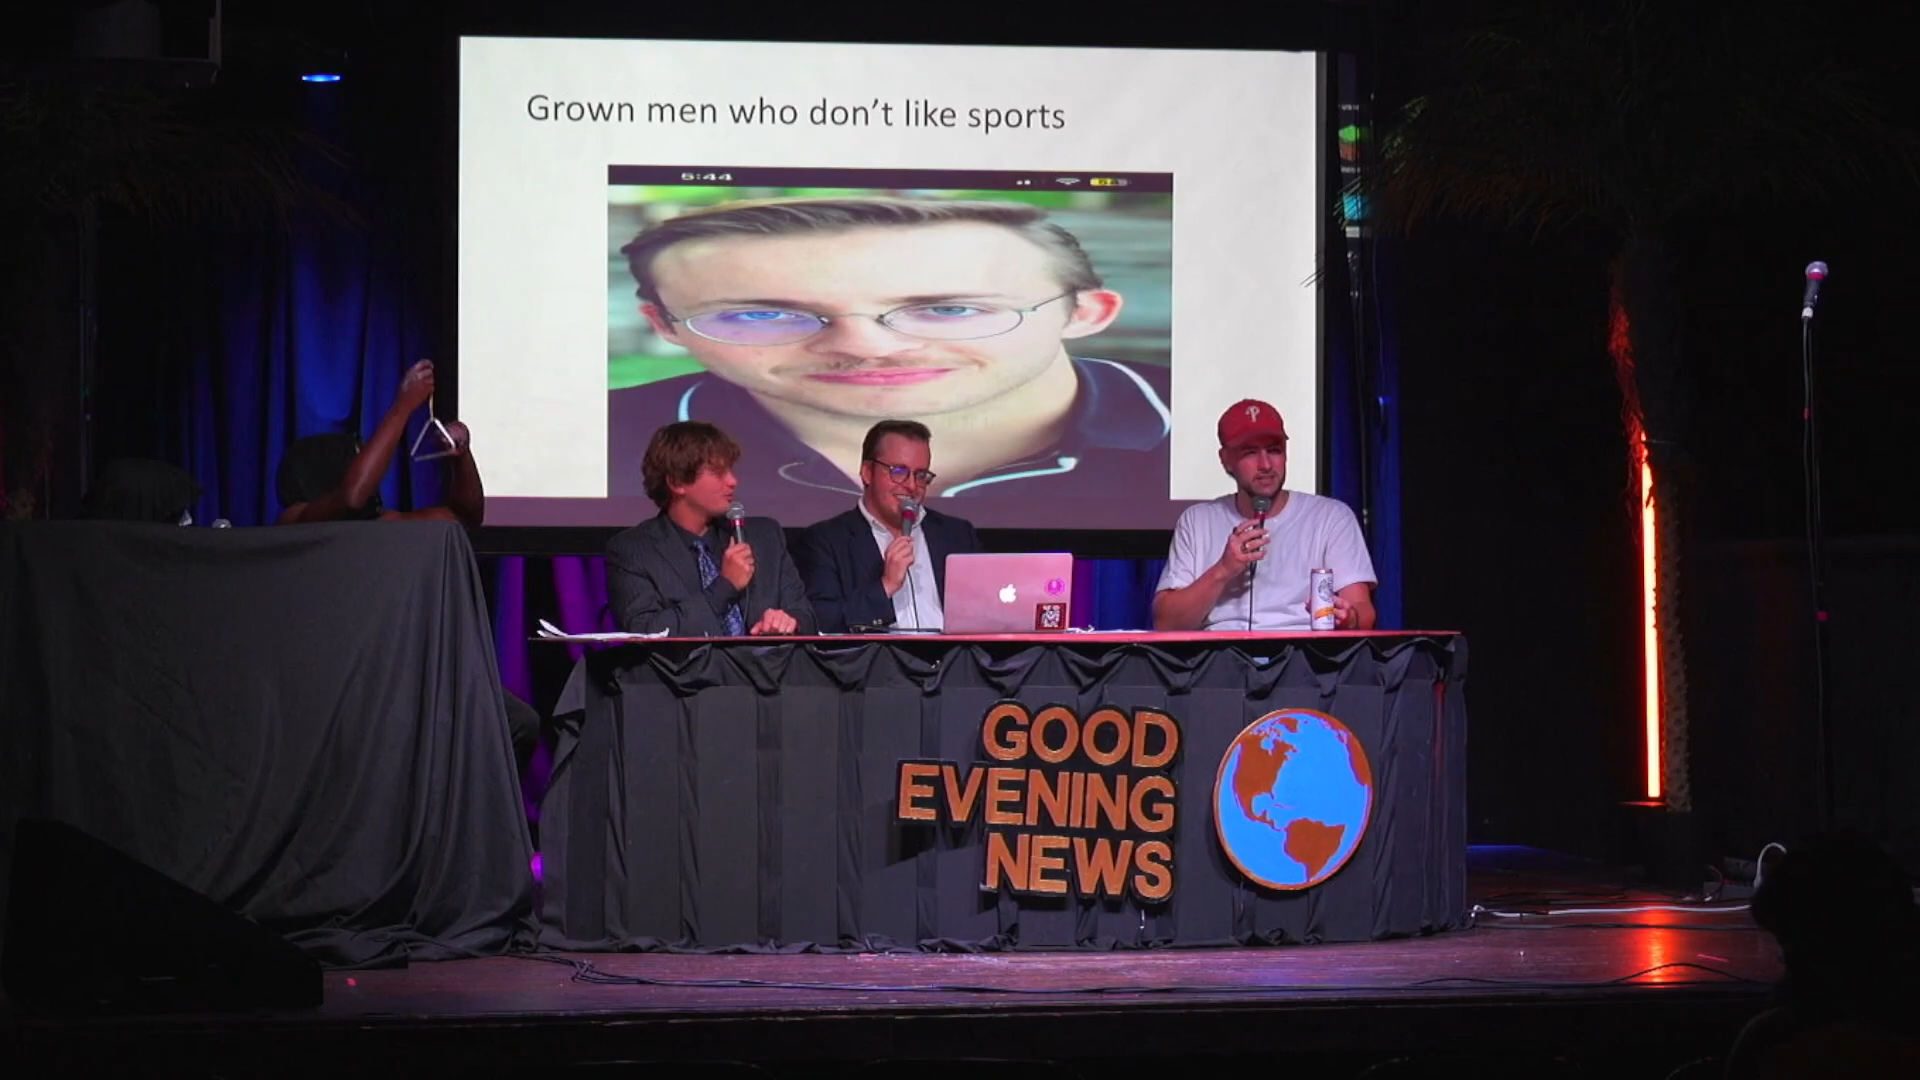 Grown men who don't like sports
5:44
P
GOOD
EVENING
NEWS